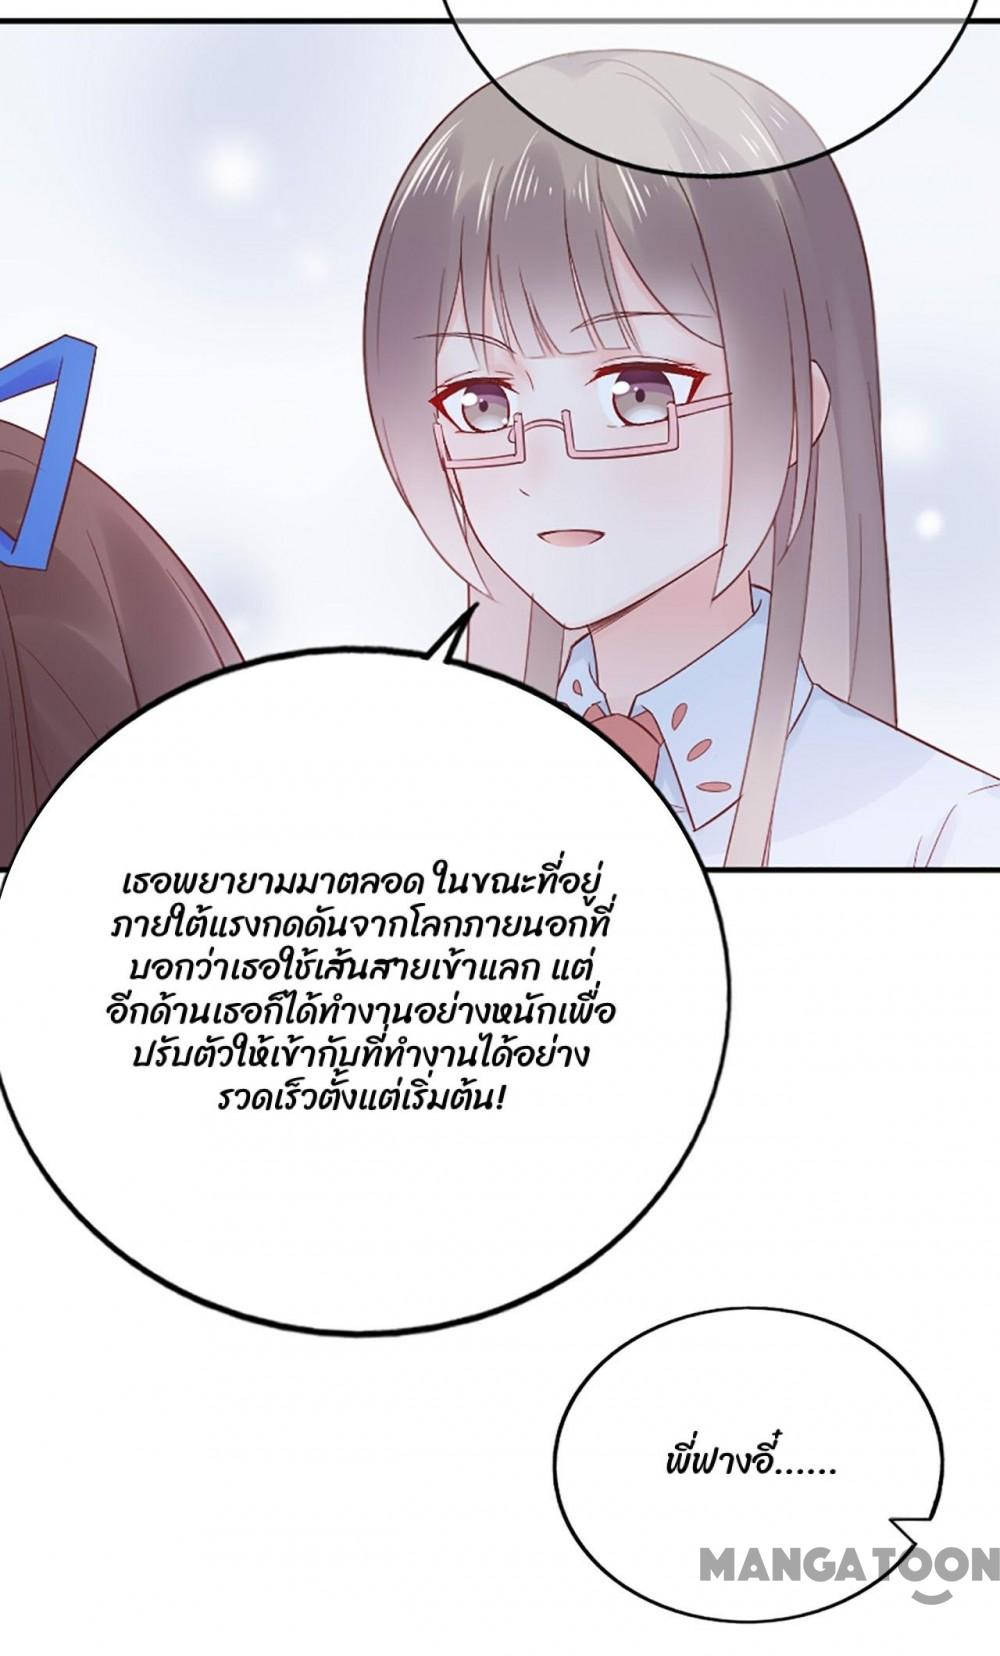 เธอพยายามมาตลอด ในขณะที่อยู่
ภายใต้แรงกดดันจากโลกภายนอกที่
บอกว่าเธอใช้เส้นสายเข้าแลก แต่
อีกด้านเธอก็ได้ทำงานอย่างหนักเพื่อ
ปรับตัวให้เข้ากับที่ทำงานได้อย่าง
รวดเร็วตั้งแต่เริ่มต้น!
พี่ฟางอี๋......
MANGATOON